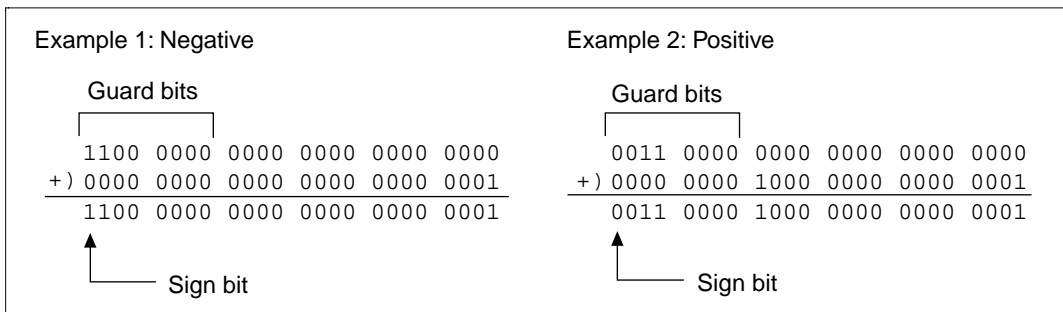 Example 1: Negative
Guard bits
1100 0000 0000 0000 0000 0000
+) 0000 0000 0000 0000 0000 0001
1100 0000 0000 0000 0000 0001
Sign bit
Example 2: Positive
Guard bits
0011 0000 0000 0000 0000 0000
+) 0000 0000 1000 0000 0000 0001
0011 0000 1000 0000 0000 0001
Sign bit